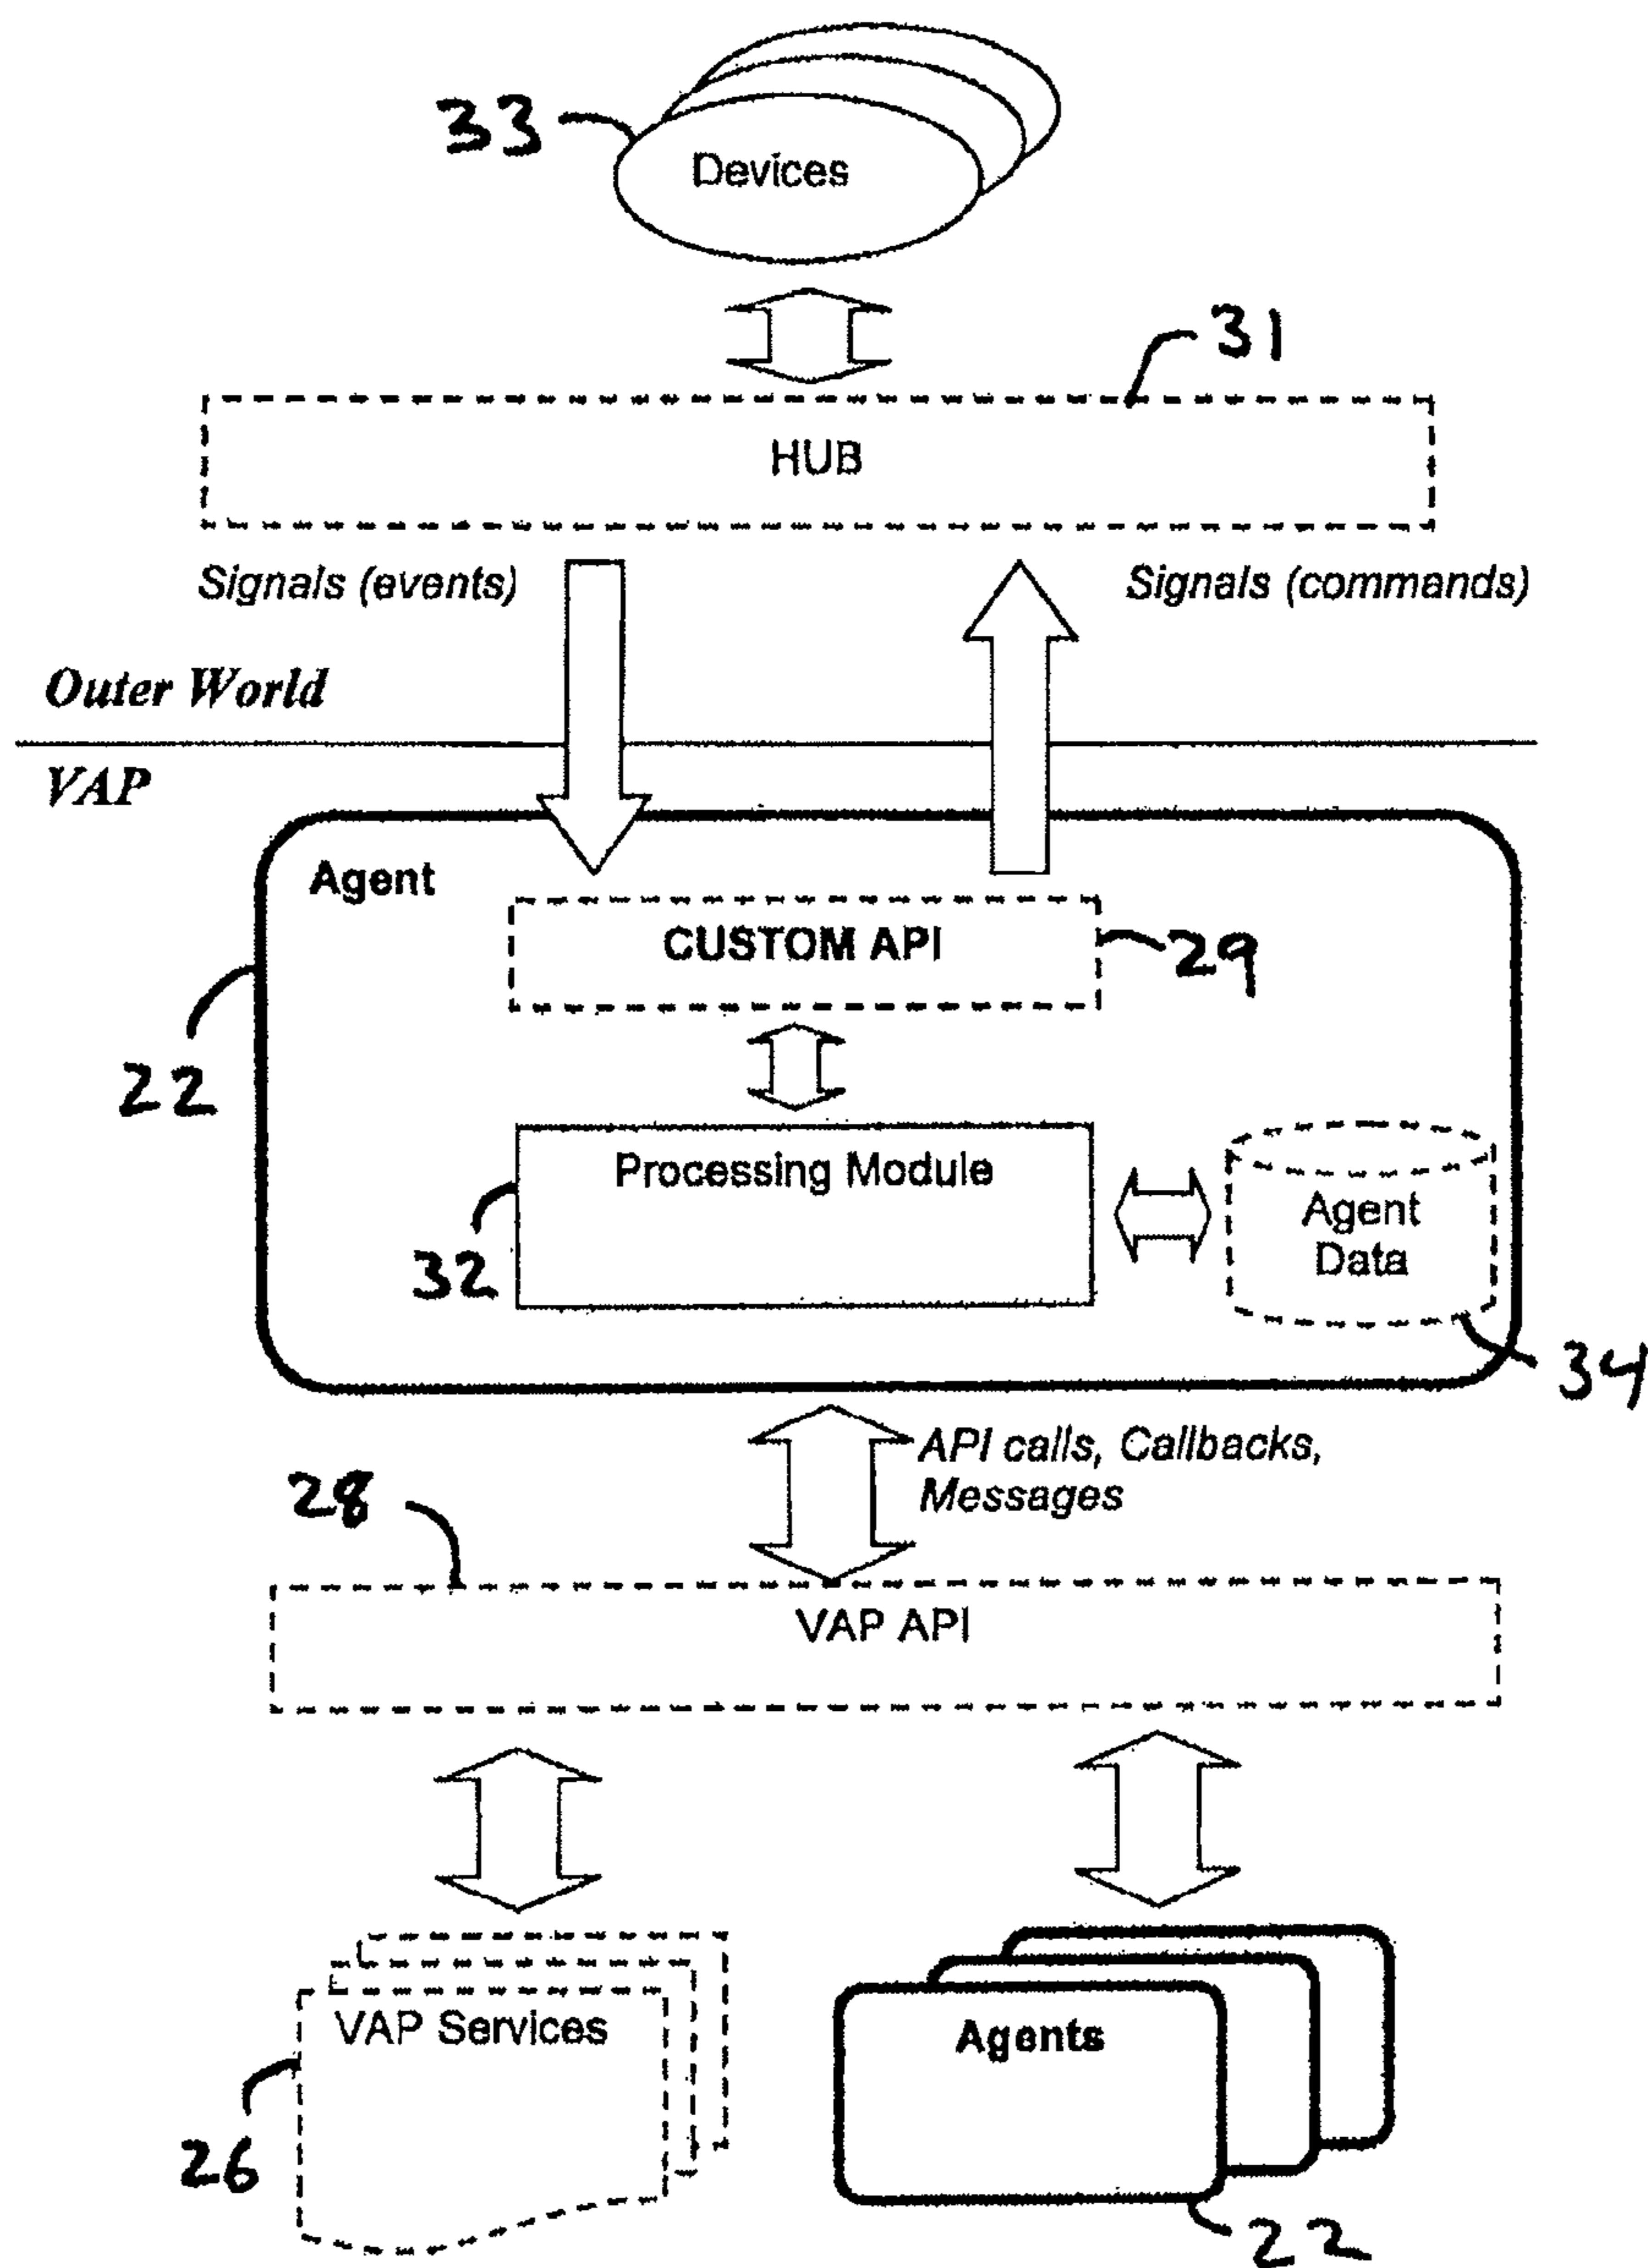 33
Devices
31
HUB
Signals (events)
Signals (commands)
Outer World
VAP
Agent
CUSTOM API
29
22
Processing Module
32
Agent
Data
34
API calls, Callbacks,
Messages
28
VAP API
VAP Services
Agents
26
22